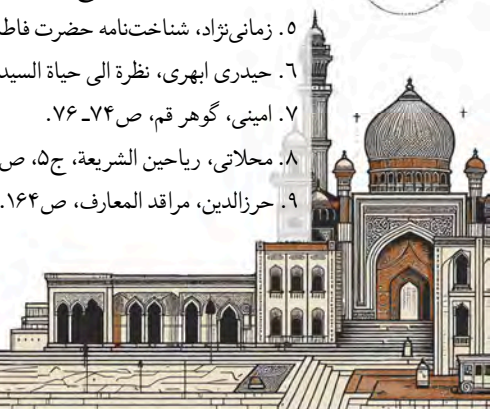 ۵. زمانی‌نژاد، شناخت‌نامه حضرت فاطم
۶. حیدری ابهری، نظرة الی حیاة السید
۷. امینی، گوهر قم، ص۷۴ـ ۷۶.
۸. محلاتی، ریاحین الشریعة، ج۵، ص
۹. حرزالدین، مراقد المعارف، ص۱۶۴.